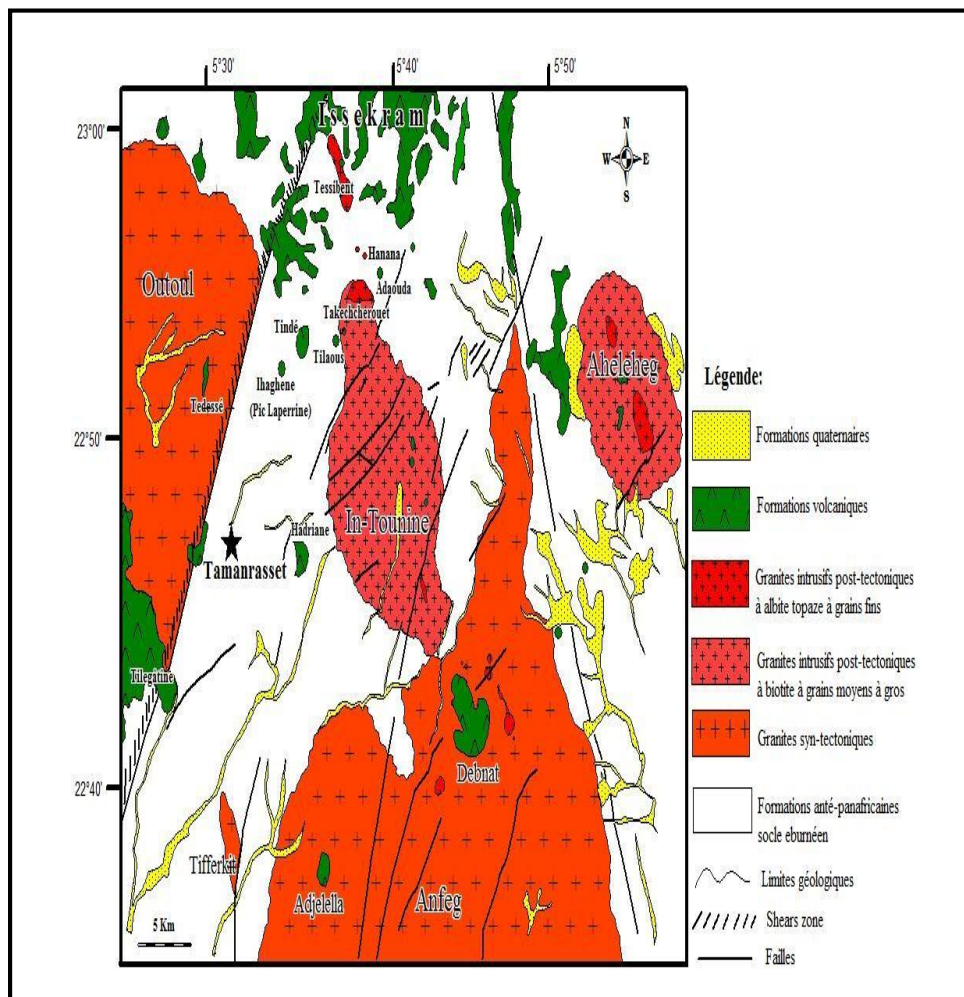 5°30'
5°40'
5°50'
23°00'
22°50'
22°40'
Issekram
N
W E
S
Tessibent
Hanana
Adaouda
Outoul
Takechcherouet
Tindé
Tilaous
Aheleheg
Ihaghene
(Pic Laperrine)
Tedessé
In-Tounine
Hadriane
Tamanrasset
Tilegatine
Debnat
Tifferkit
Adjelella
Anfeg
5 Km
Légende:
Formations quaternaires
Formations volcaniques
Granites intrusifs post-tectoniques
à albite topaze à grains fins
Granites intrusifs post-tectoniques
à biotite à grains moyens à gros
Granites syn-tectoniques
Formations anté-panafricaines
socle eburnéen
Limites géologiques
Shears zone
Failles